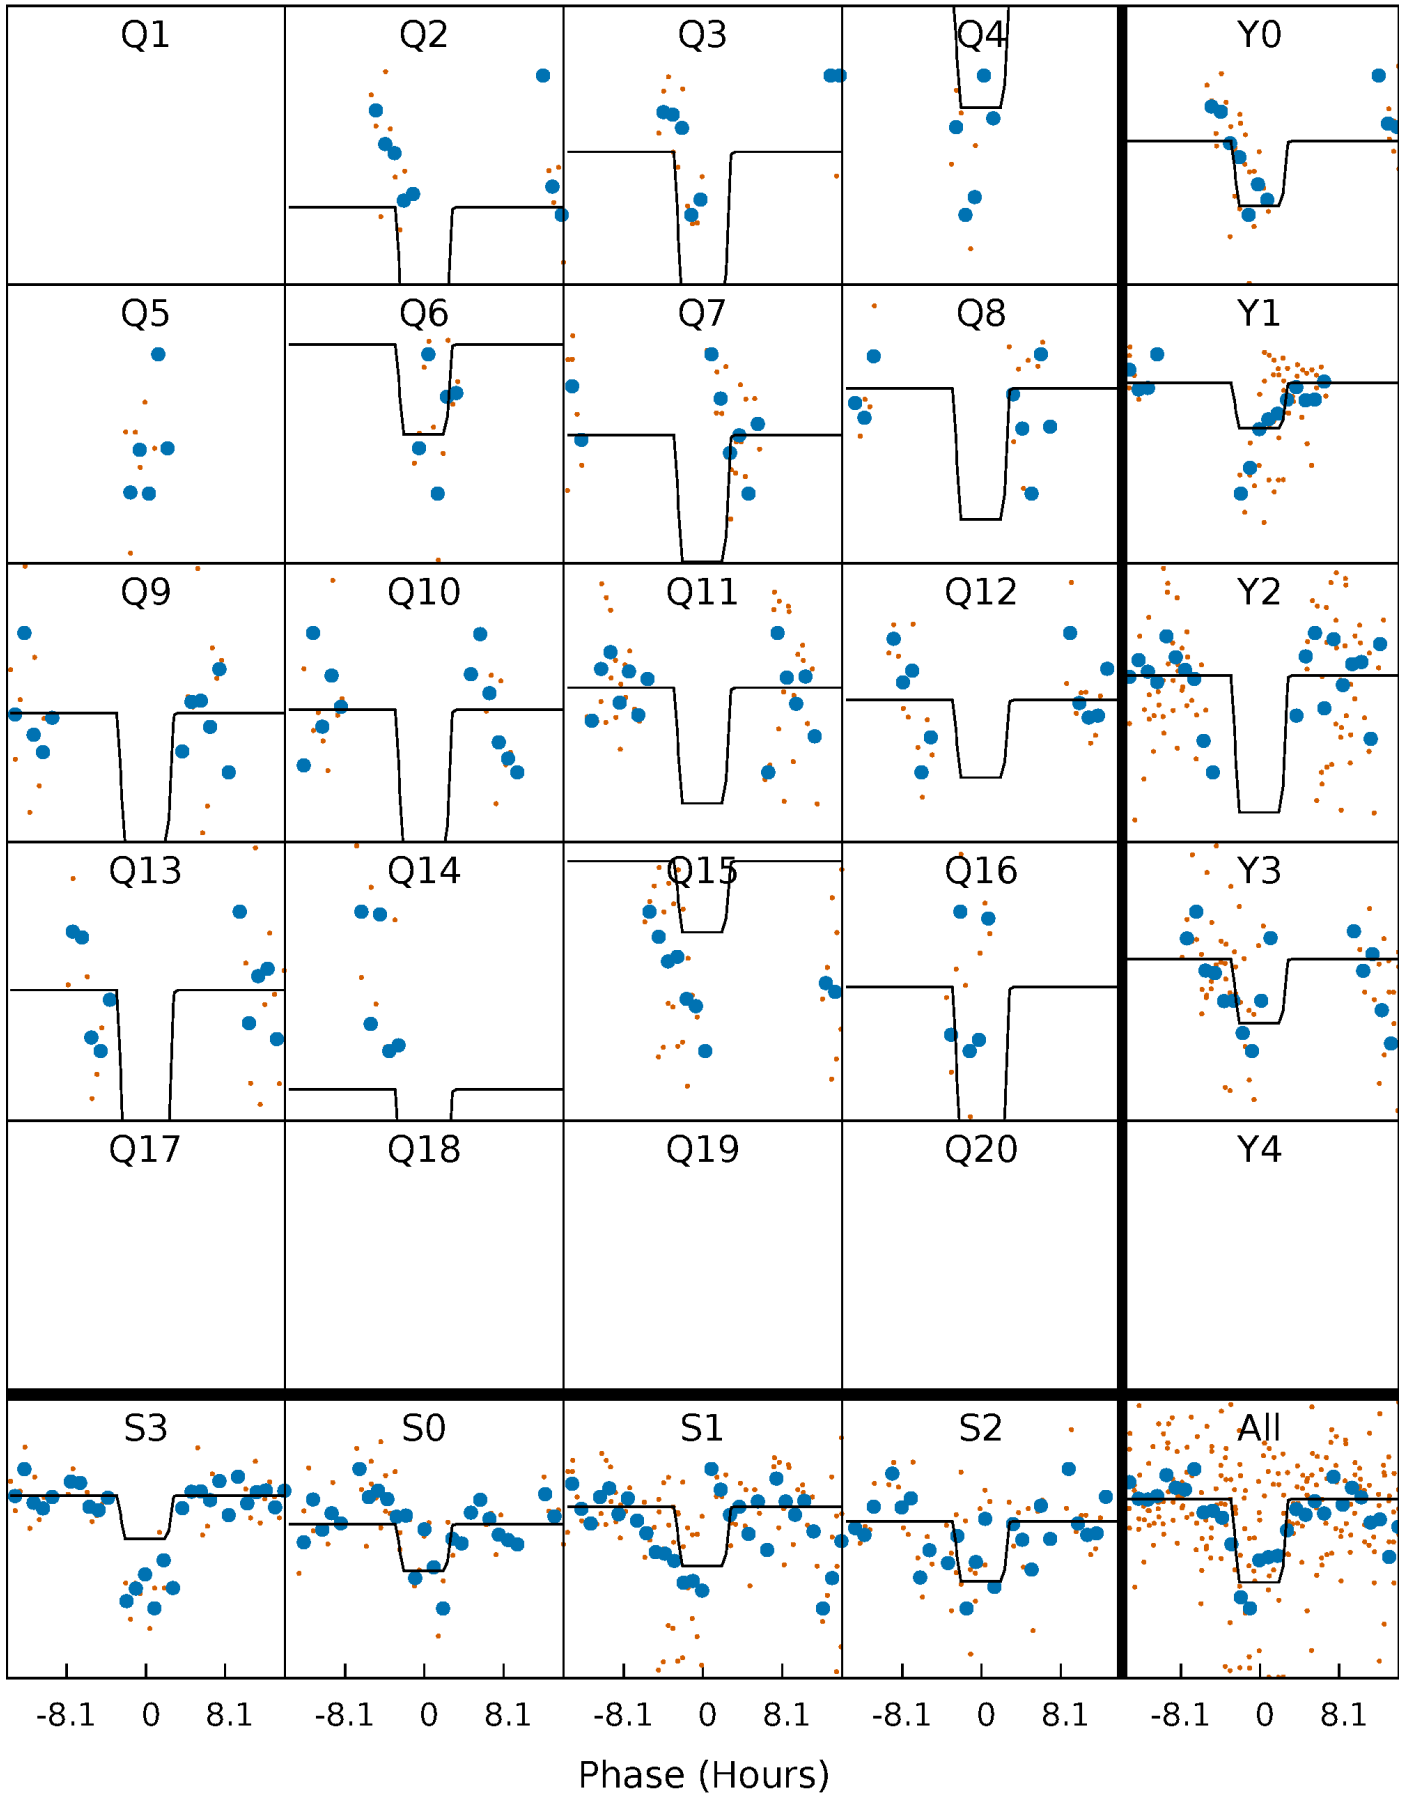 Q1 Q2 Q3 Q4 Y0
Q5 Q6 Q7 Q8 Y1
Q9 Q10 Q11 Q12 Y2
Q13 Q14 Q15 Q16 Y3
Q17 Q18 Q19 Q20 Y4
S3 S0 S1 S2 All
-8.1 0 8.1 -8.1 0 8.1 -8.1 0 8.1 -8.1 0 8.1 -8.1 0 8.1
Phase (Hours)